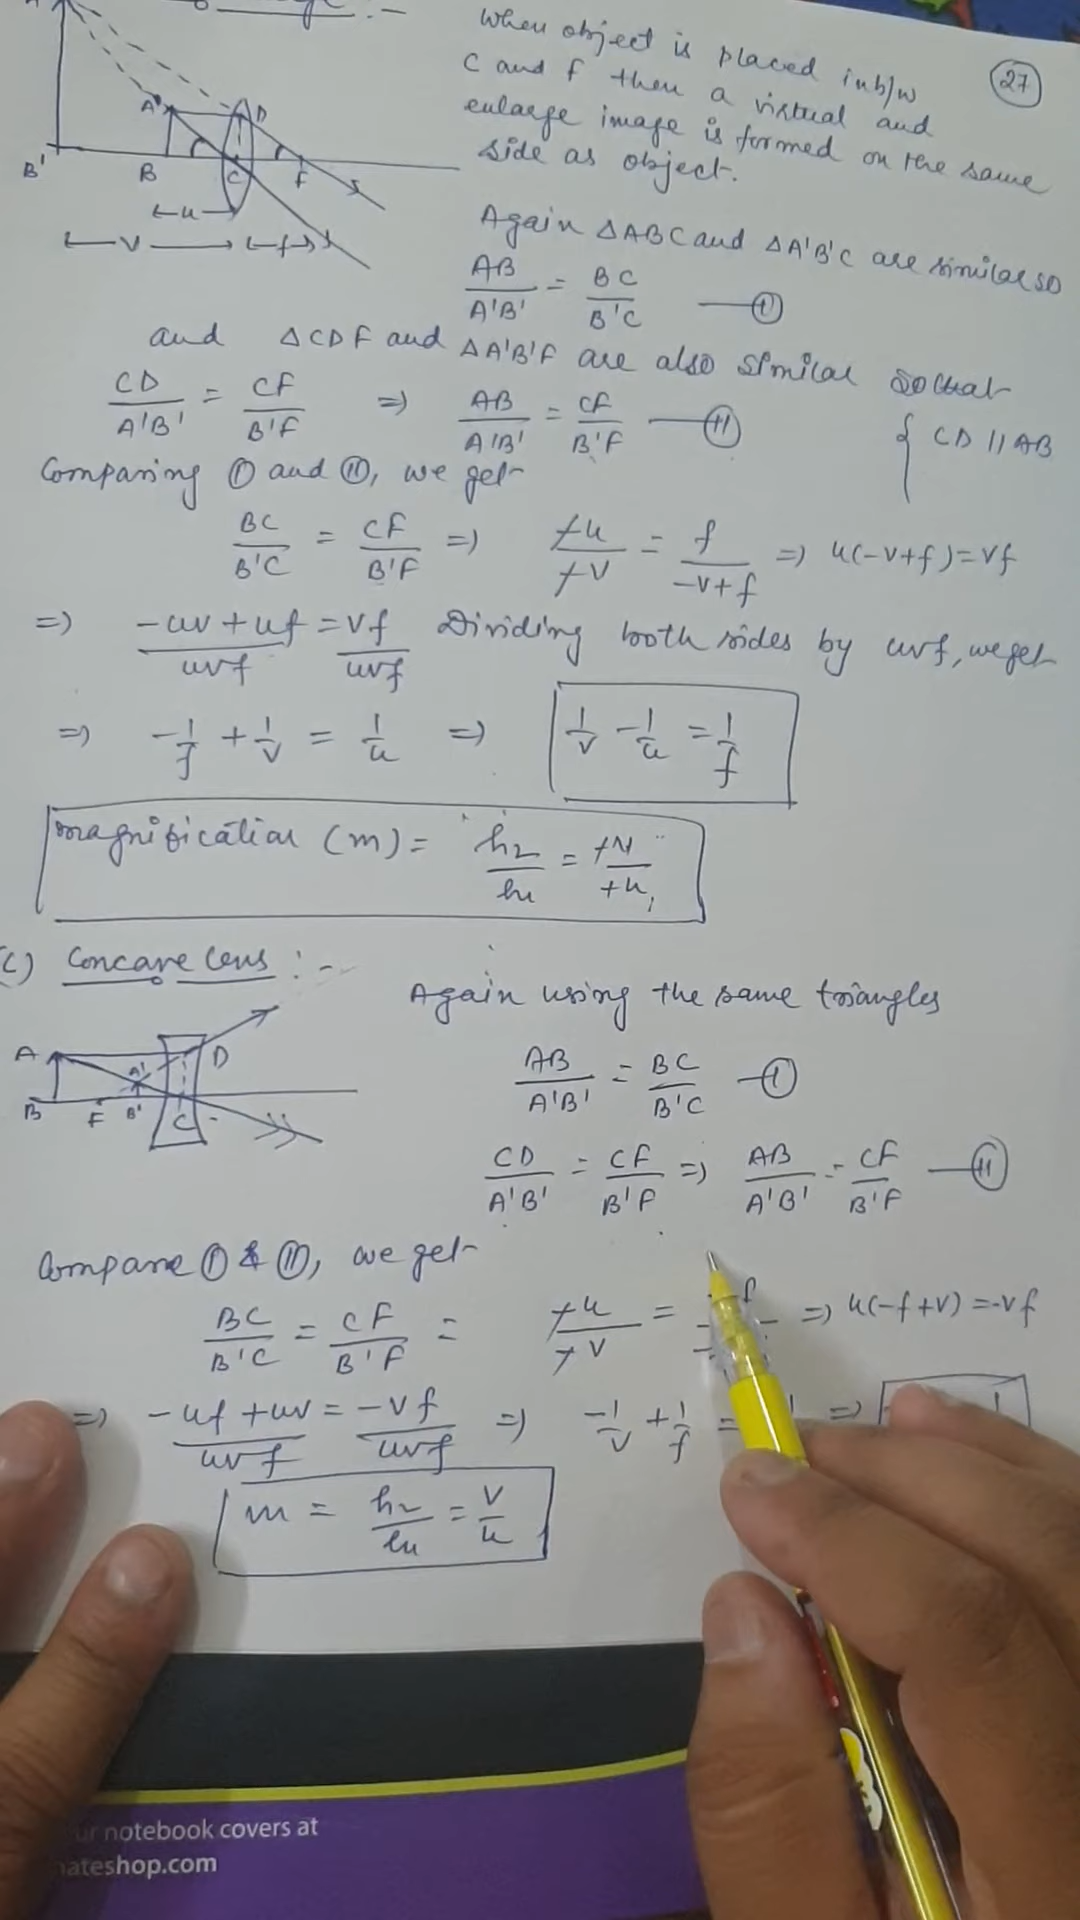 27
When object is placed in b/w
C and f then a virtual and
enlarge image is formed on the same
side as object.
A' D
B' B C F
u
v f
Again ΔABC and ΔA'B'C are similar so
AB/A'B' = BC/B'C —(I)
and ΔCDF and ΔA'B'F are also similar so that
CD/A'B' = CF/B'F ⇒ AB/A'B' = CF/B'F —(II)
{ CD // AB
Comparing (I) and (II), we get
BC/B'C = CF/B'F ⇒ +u/+v = f/-v+f ⇒ u(-v+f) = vf
⇒ -uv+uf/uvf = vf/uvf Dividing both sides by uvf, we get
⇒ -1/f + 1/v = 1/u ⇒ 1/v - 1/u = 1/f
magnification (m) = h2/h1 = +v/+u
(C) Concave lens :-
A D
A'
B F B' C
Again using the same triangles
AB/A'B' = BC/B'C —(I)
CD/A'B' = CF/B'F ⇒ AB/A'B' = CF/B'F —(II)
Compare (I) & (II), we get
BC/B'C = CF/B'F = +u/+v = f ⇒ u(-f+v) = -vf
⇒ -uf+uv/uvf = -vf/uvf ⇒ -1/v + 1/f = ⇒
m = h2/h1 = v/u
notebook covers at
ateshop.com